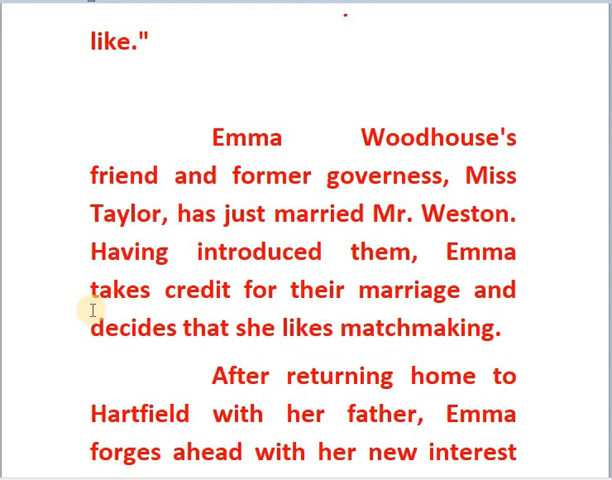 like."
Emma Woodhouse's
friend and former governess, Miss
Taylor, has just married Mr. Weston.
Having introduced them, Emma
takes credit for their marriage and
decides that she likes matchmaking.
After returning home to
Hartfield with her father, Emma
forges ahead with her new interest